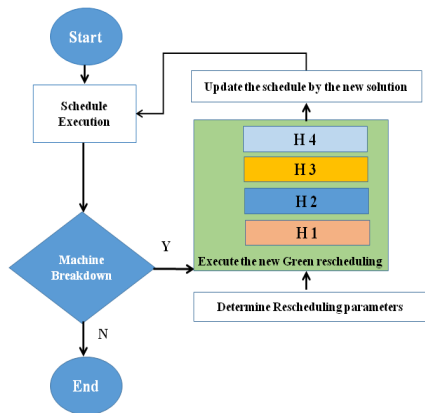 Start
Schedule
Execution
Machine
Breakdown
Y
N
End
Update the schedule by the new solution
H 4
H 3
H 2
H 1
Execute the new Green rescheduling
Determine Rescheduling parameters